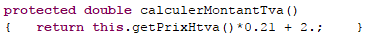 protected double calculerMontantTva()
{   return this.getPrixHtva()*0.21 + 2.;    }